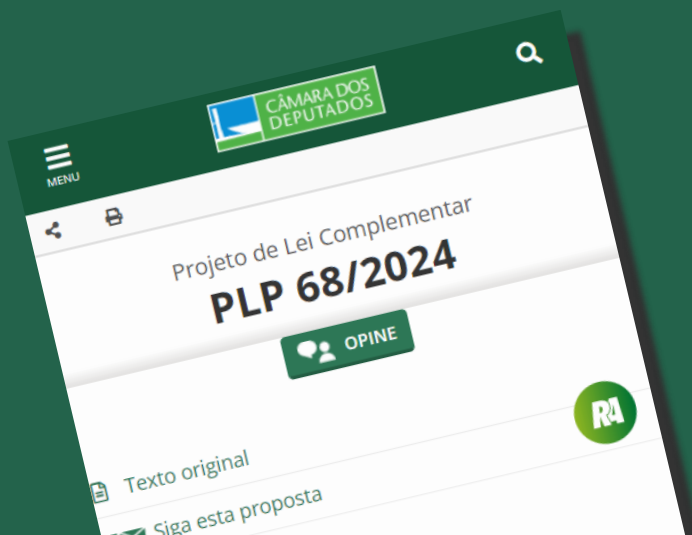 CÂMARA DOS
DEPUTADOS
MENU
Projeto de Lei Complementar
PLP 68/2024
OPINE
RA
Texto original
Siga esta proposta